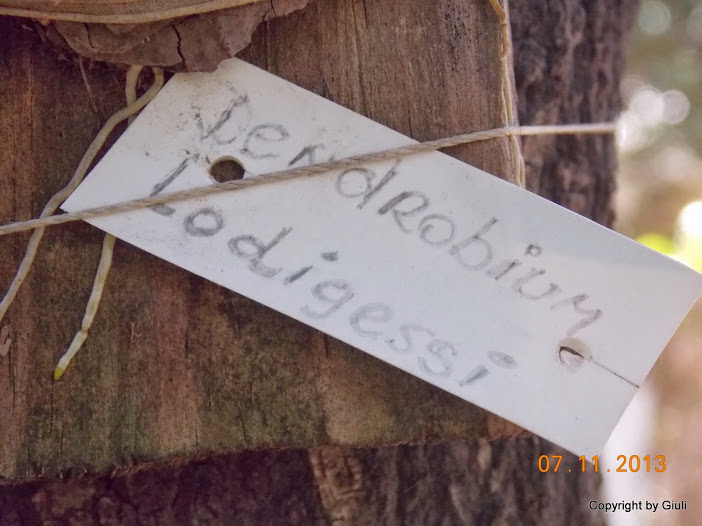 Dendrobium
Lodigessi
07.11.2013
Copyright by Giuli